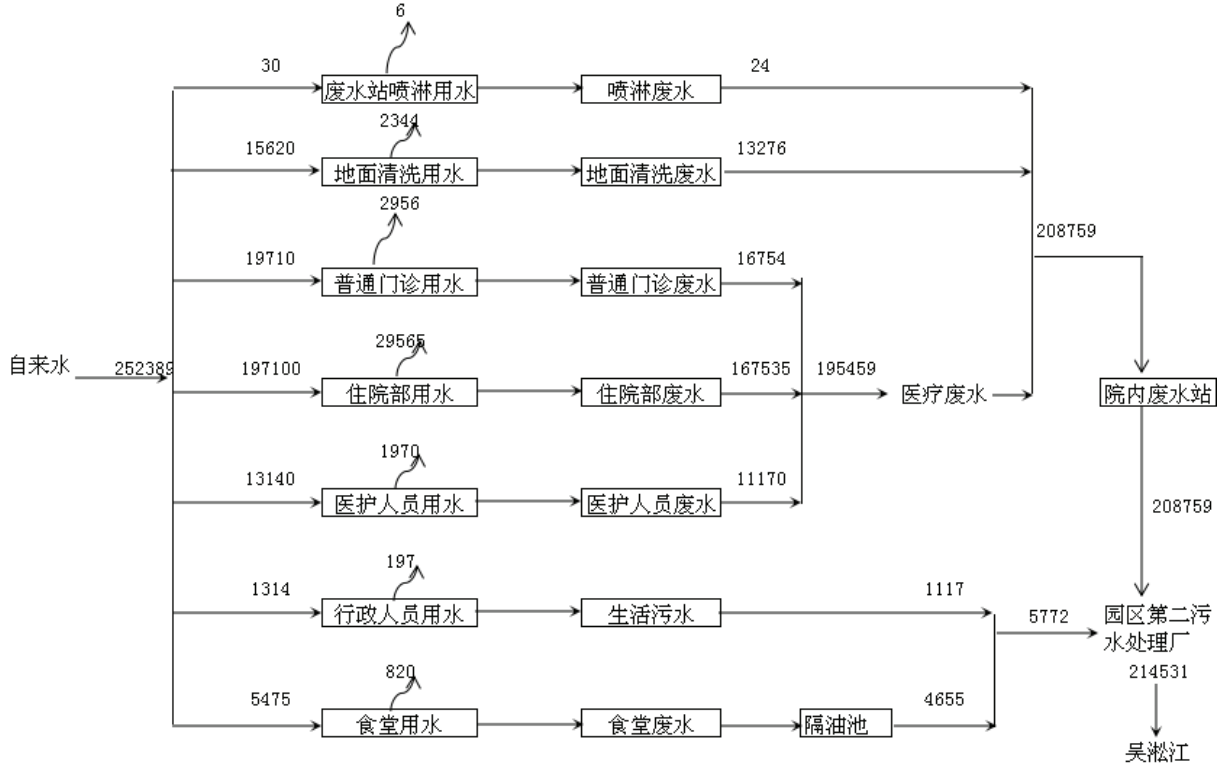 6
30
24
废水站喷淋用水
喷淋废水
2344
15620
13276
地面清洗用水
地面清洗废水
2956
208759
19710
16754
普通门诊用水
普通门诊废水
29565
自来水
252389
197100
167535
195459
住院部用水
住院部废水
医疗废水
院内废水站
1970
13140
11170
医护人员用水
医护人员废水
208759
197
1314
1117
行政人员用水
生活污水
5772
园区第二污
水处理厂
820
214531
5475
4655
食堂用水
食堂废水
隔油池
吴淞江